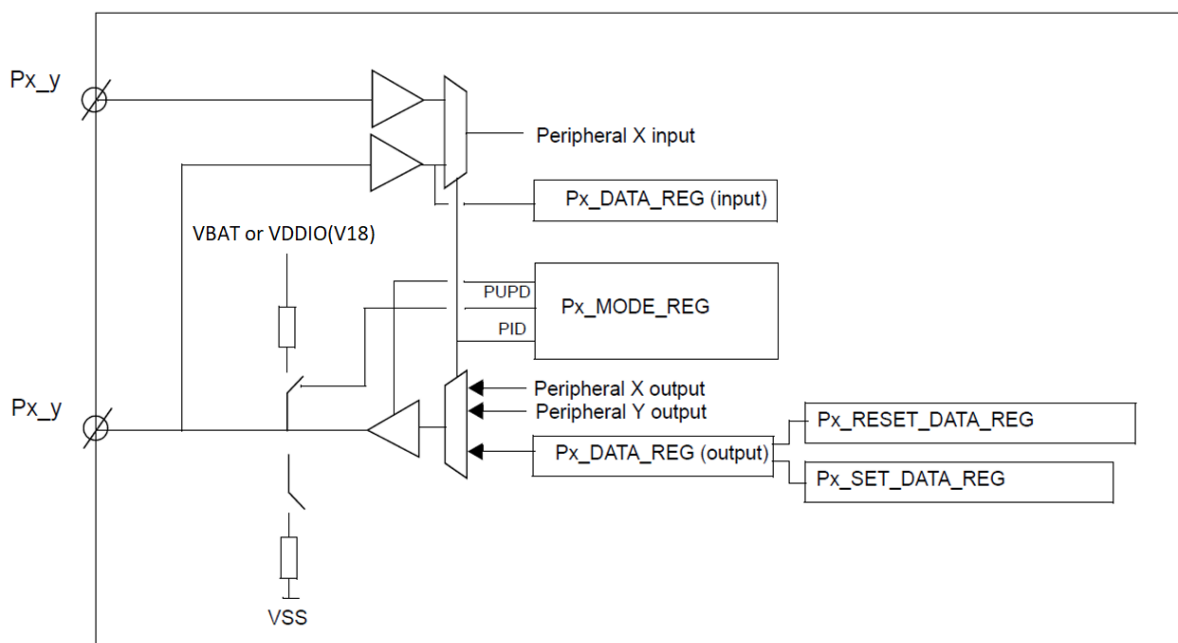 Px_y
Peripheral X input
Px_DATA_REG (input)
VBAT or VDDIO(V18)
PUPD
Px_MODE_REG
PID
Peripheral X output
Px_y
Peripheral Y output
Px_RESET_DATA_REG
Px_DATA_REG (output)
Px_SET_DATA_REG
VSS